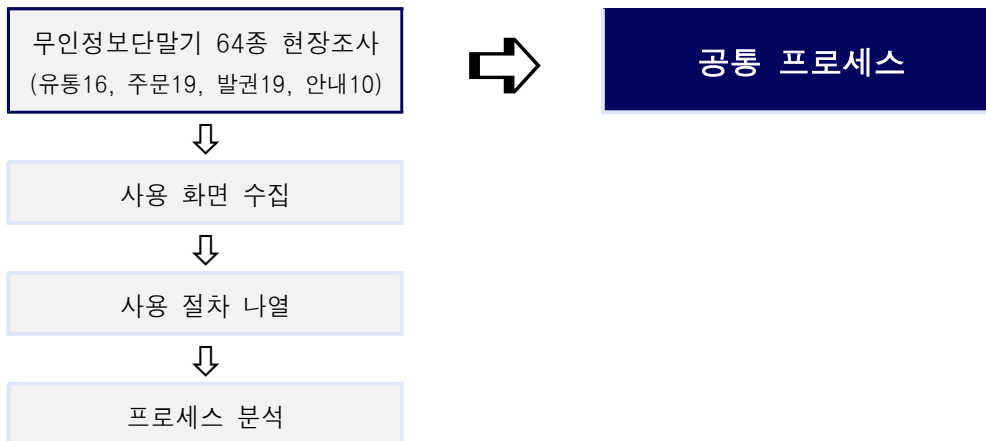 무인정보단말기 64종 현장조사
(유통16, 주문19, 발권19, 안내10)
공통 프로세스
사용 화면 수집
사용 절차 나열
프로세스 분석